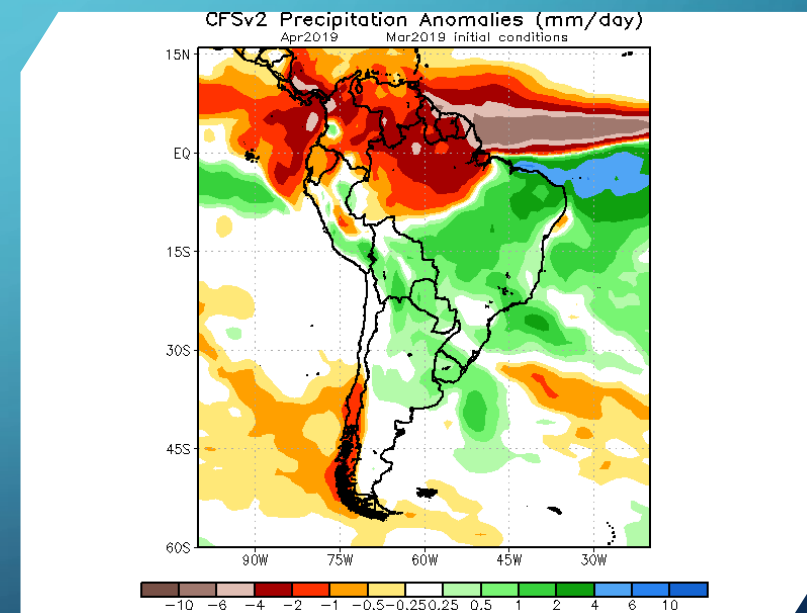 CFSv2 Precipitation Anomalies (mm/day)
Apr2019 Mar2019 initial conditions
15N
EQ
15S
30S
45S
60S
90W 75W 60W 45W 30W
-10 -6 -4 -2 -1 -0.5 -0.25 0.25 0.5 1 2 4 6 10